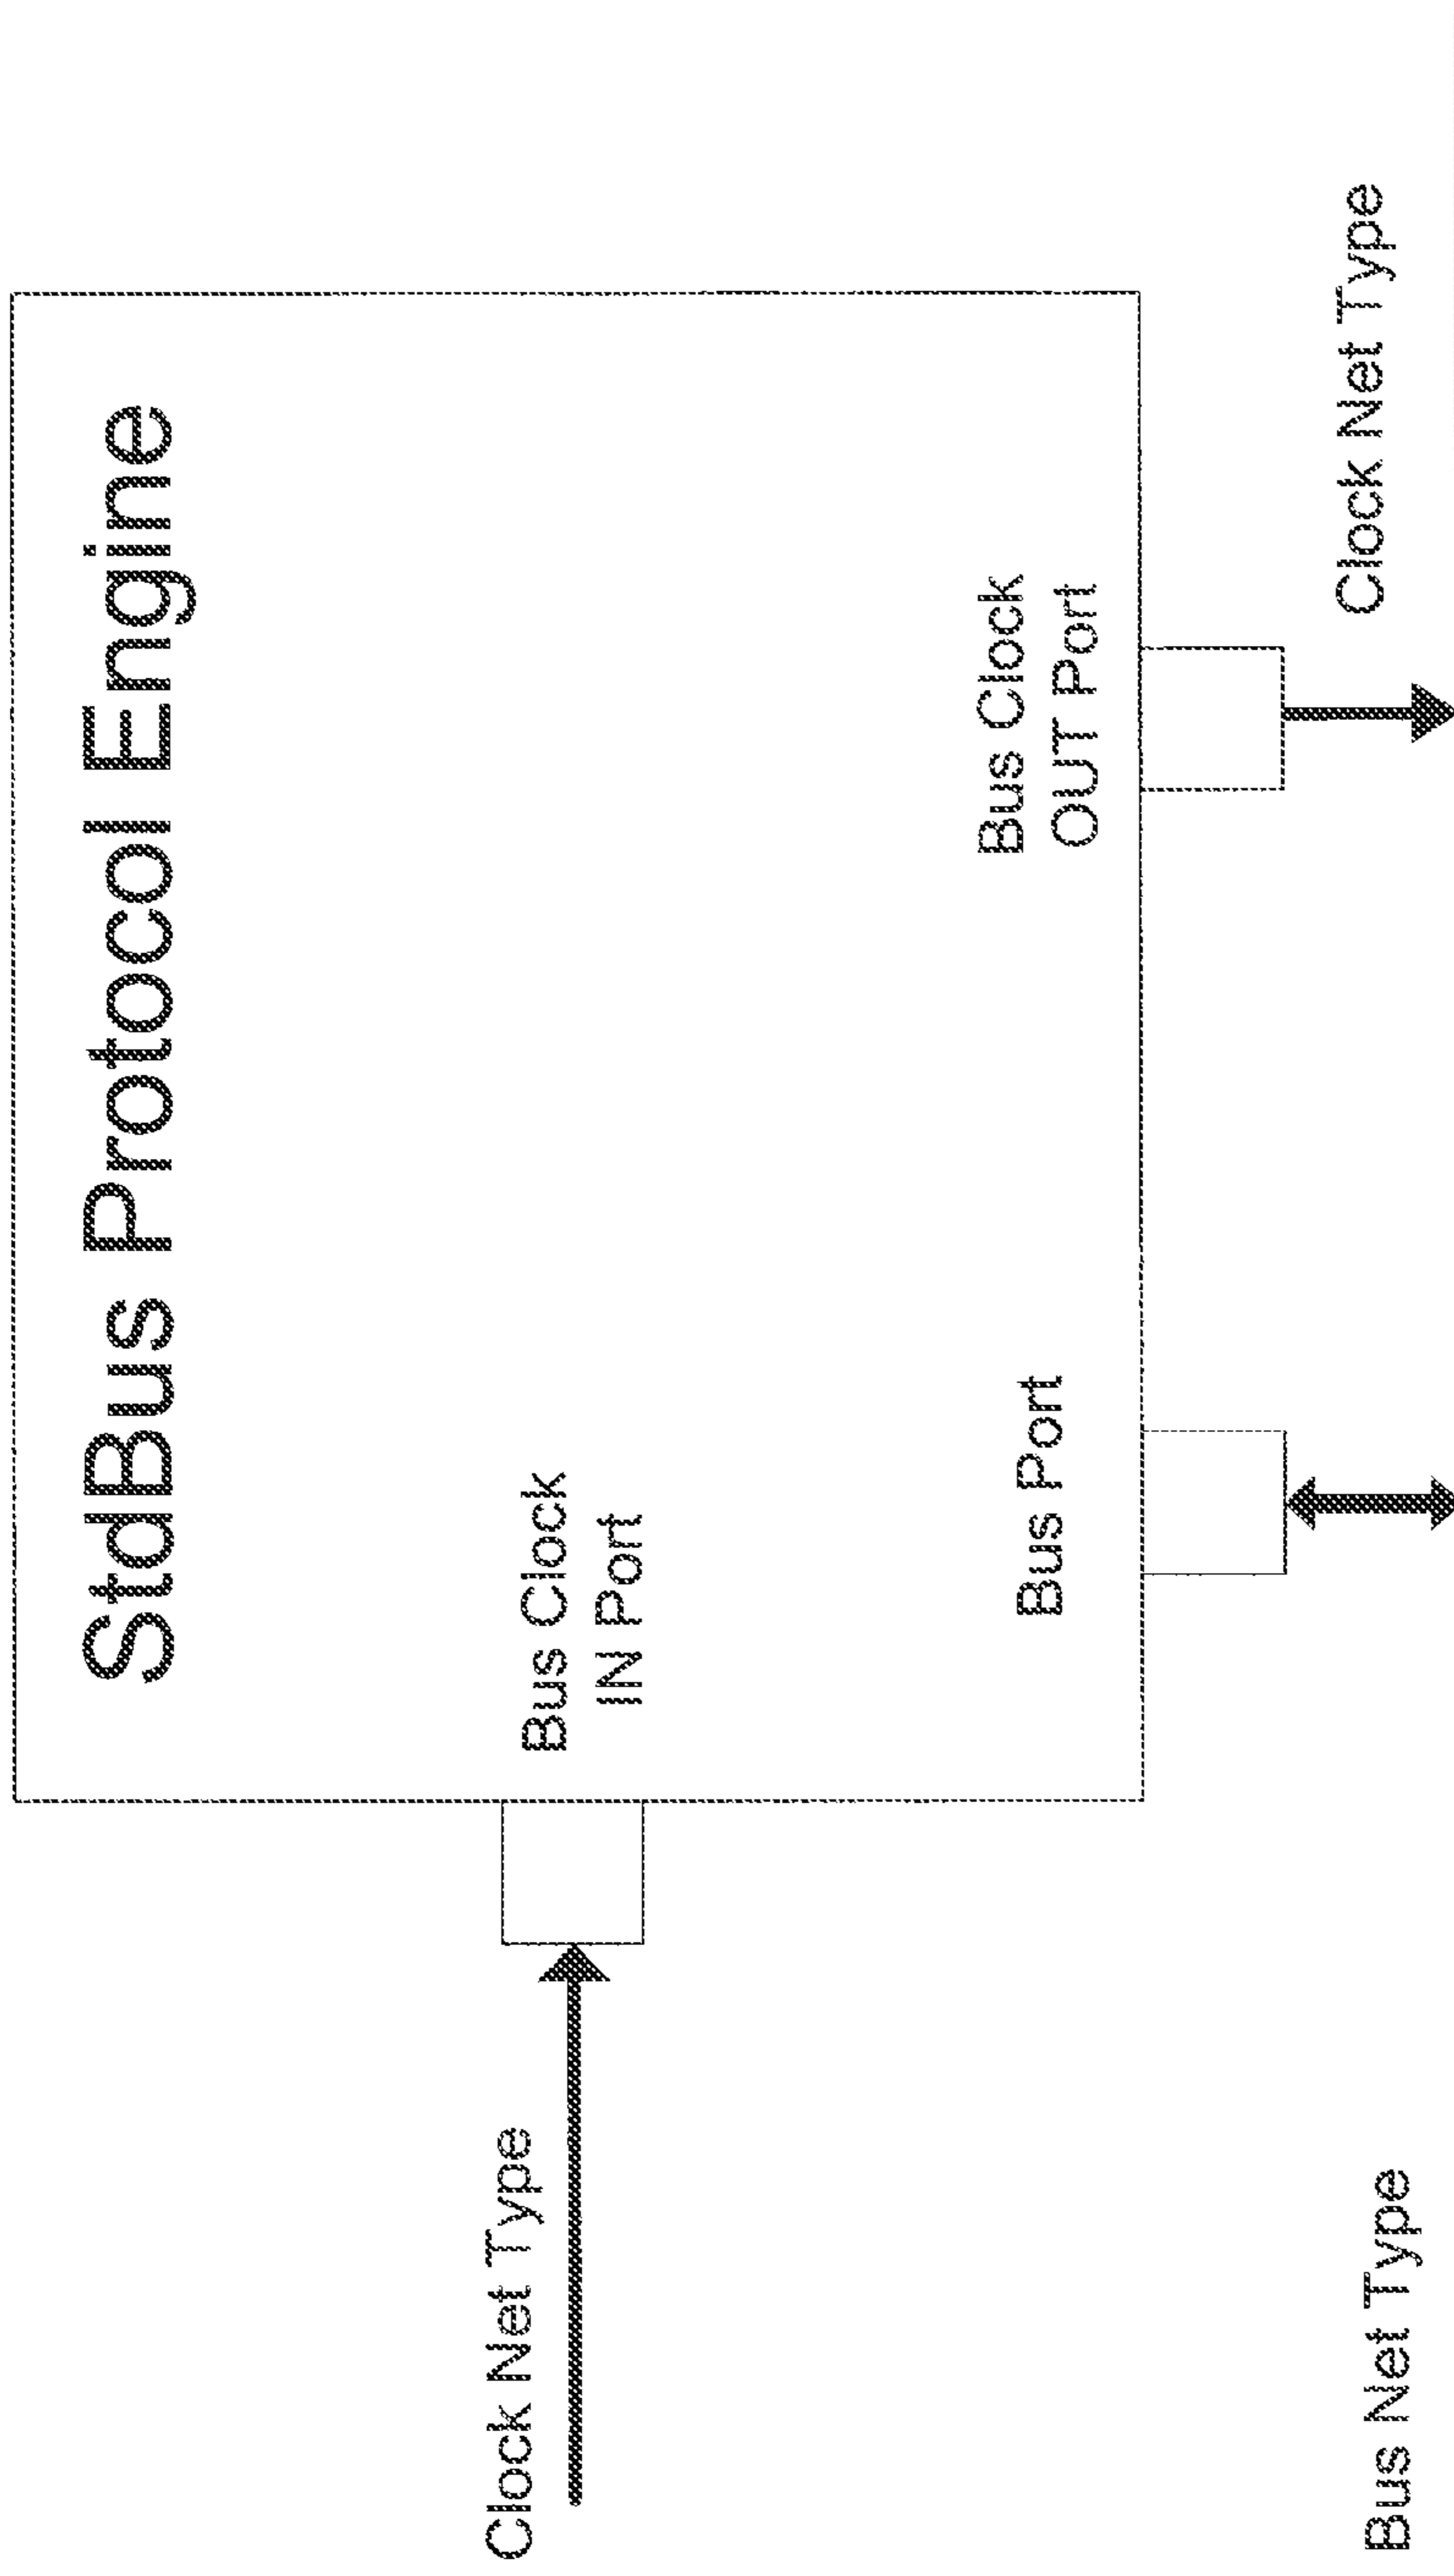 StdBus Protocol Engine
Clock Net Type
Bus Clock
IN Port
Bus Clock
OUT Port
Bus Port
Clock Net Type
Bus Net Type